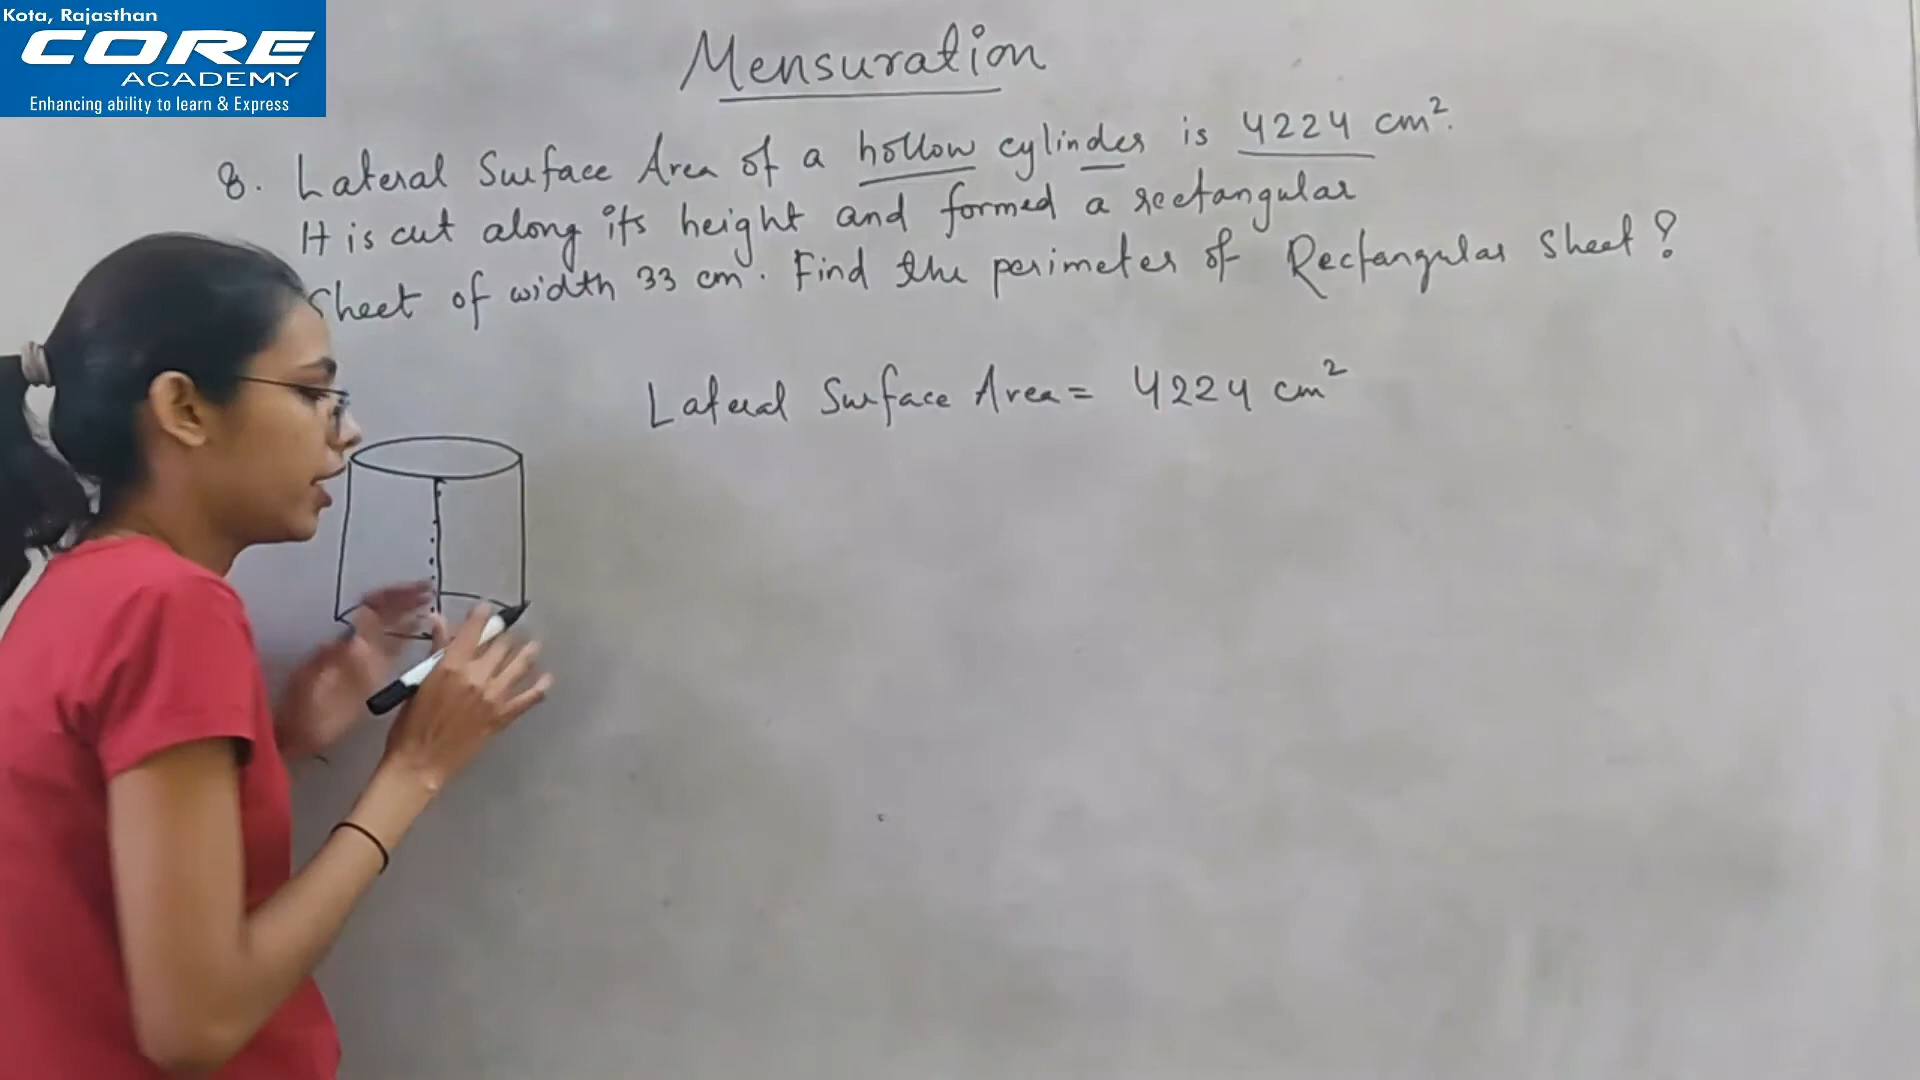 Kota, Rajasthan
CORE
ACADEMY
Enhancing ability to learn & Express
Mensuration
8. Lateral Surface Area of a hollow cylinder is 4224 cm².
It is cut along its height and formed a rectangular
Sheet of width 33 cm. Find the perimeter of Rectangular Sheet?
Lateral Surface Area = 4224 cm²